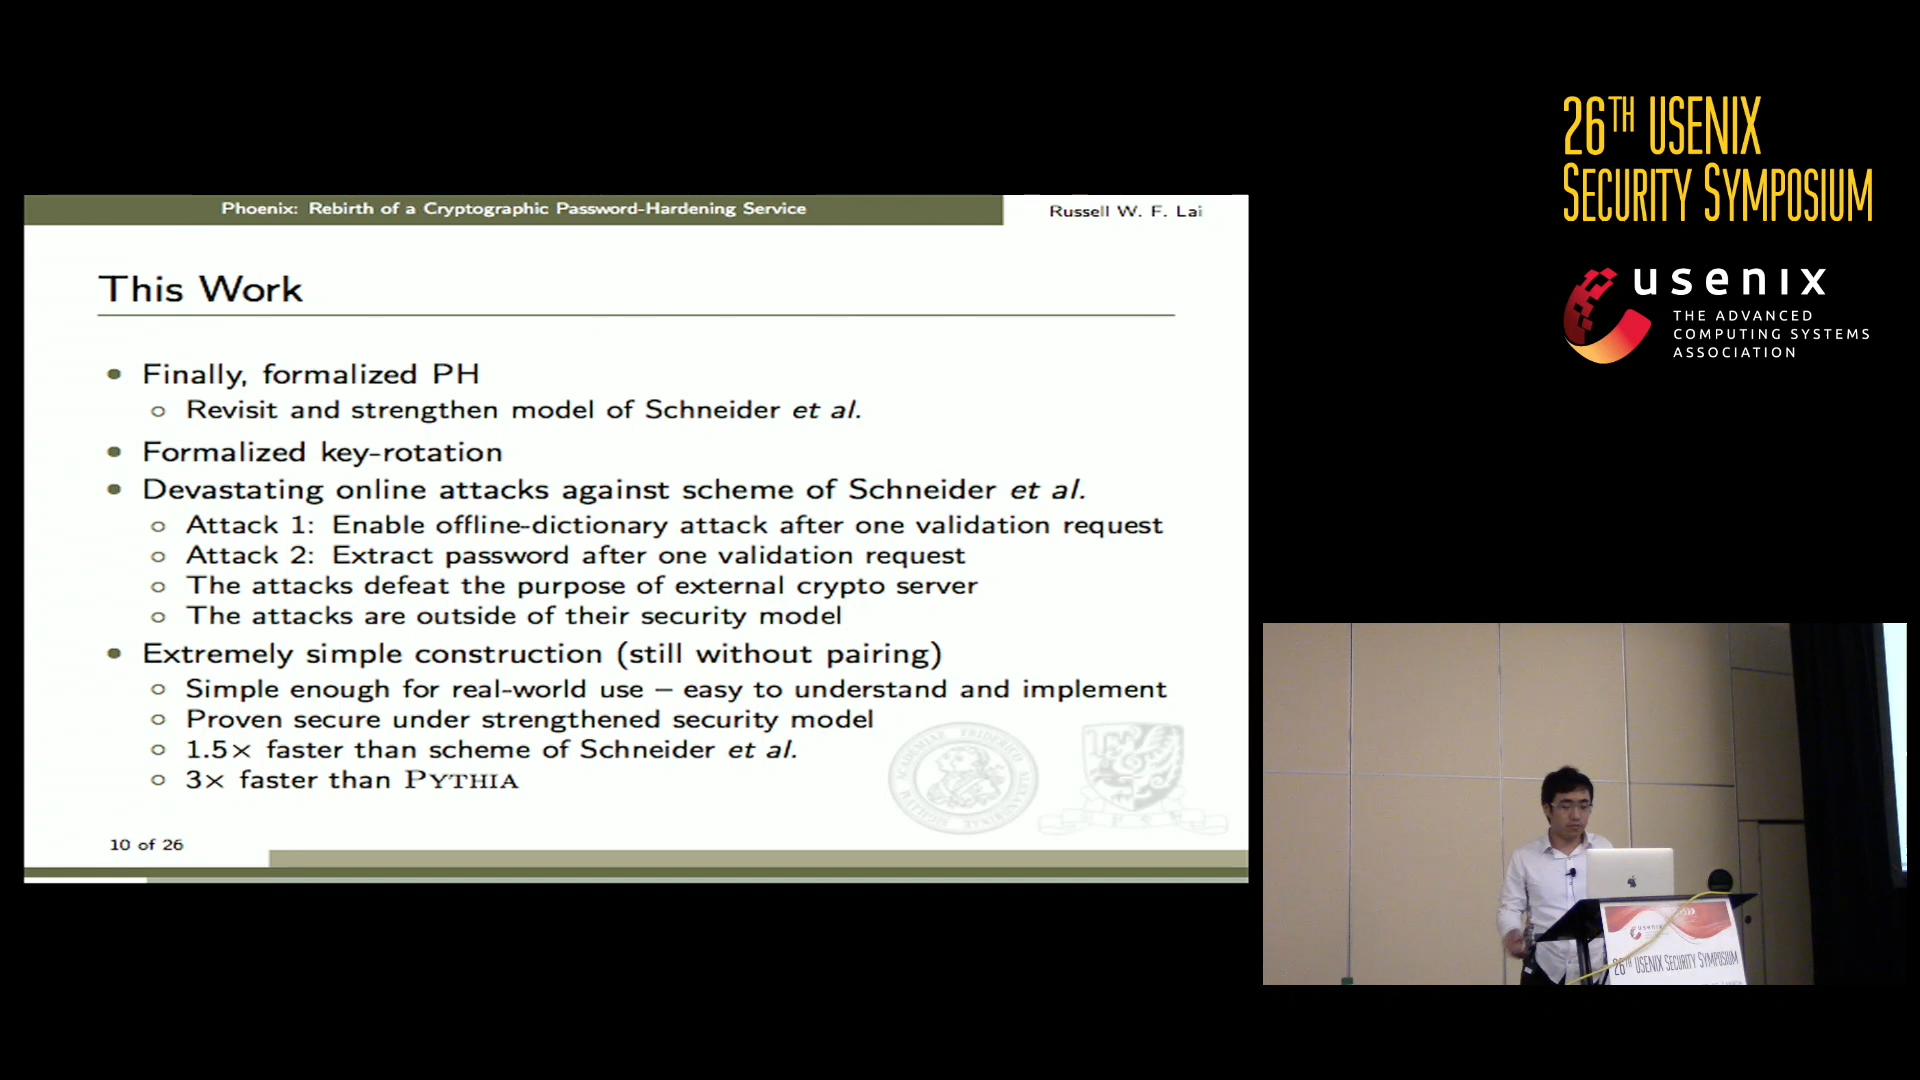 26TH USENIX
SECURITY SYMPOSIUM
usenix
THE ADVANCED
COMPUTING SYSTEMS
ASSOCIATION
Phoenix: Rebirth of a Cryptographic Password-Hardening Service
Russell W. F. Lai
This Work
Finally, formalized PH
Revisit and strengthen model of Schneider et al.
Formalized key-rotation
Devastating online attacks against scheme of Schneider et al.
Attack 1: Enable offline-dictionary attack after one validation request
Attack 2: Extract password after one validation request
The attacks defeat the purpose of external crypto server
The attacks are outside of their security model
Extremely simple construction (still without pairing)
Simple enough for real-world use – easy to understand and implement
Proven secure under strengthened security model
1.5× faster than scheme of Schneider et al.
3× faster than PYTHIA
10 of 26
usenix
26TH USENIX SECURITY SYMPOSIUM